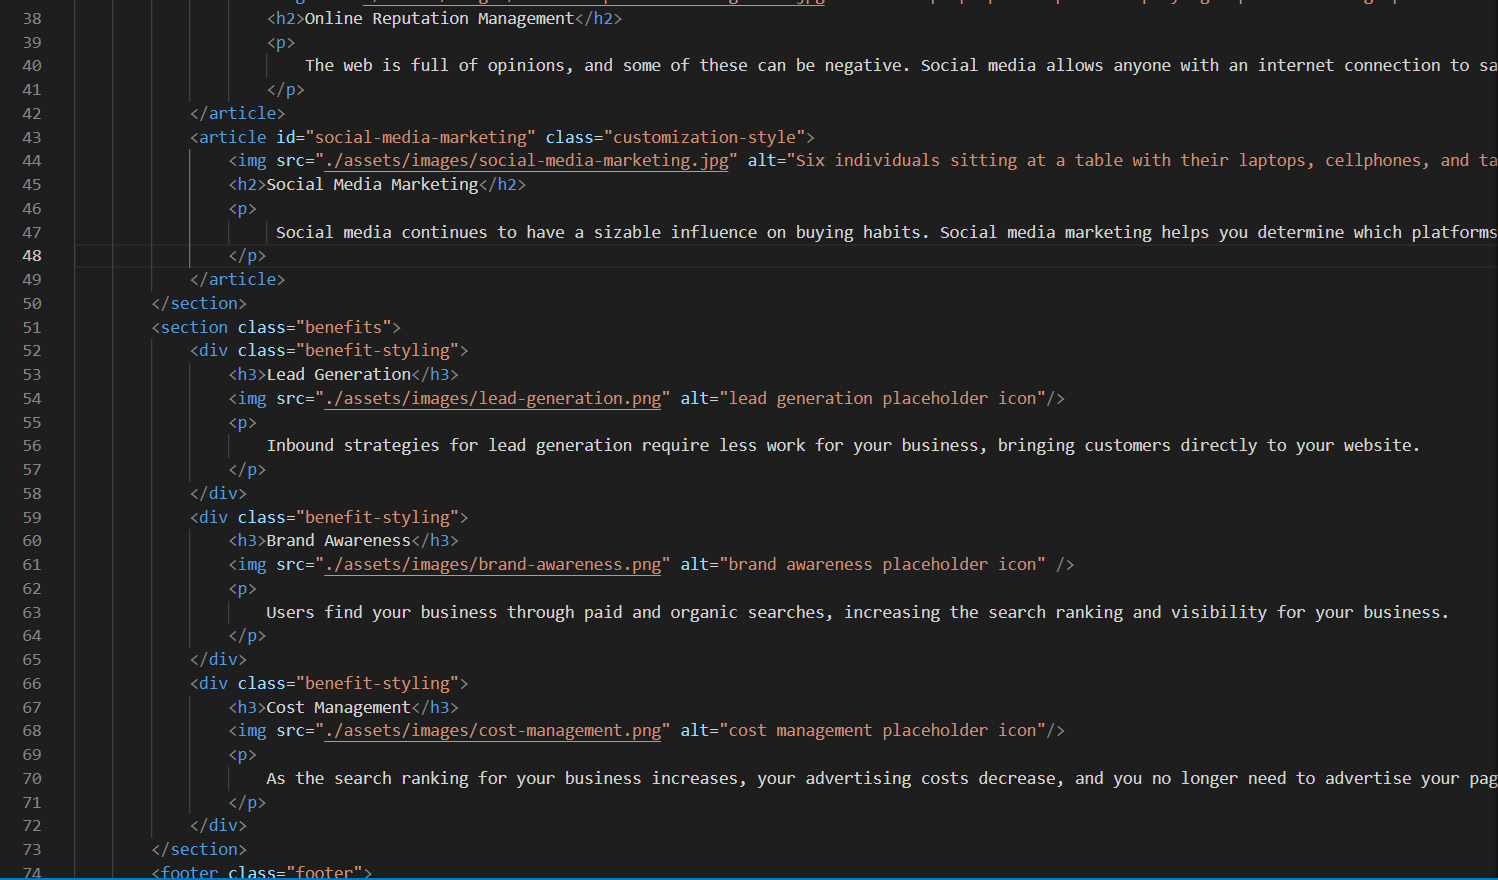 38 <h2>Online Reputation Management</h2>
39 <p>
40 The web is full of opinions, and some of these can be negative. Social media allows anyone with an internet connection to sa
41 </p>
42 </article>
43 <article id="social-media-marketing" class="customization-style">
44 <img src="./assets/images/social-media-marketing.jpg" alt="Six individuals sitting at a table with their laptops, cellphones, and ta
45 <h2>Social Media Marketing</h2>
46 <p>
47 Social media continues to have a sizable influence on buying habits. Social media marketing helps you determine which platforms
48 </p>
49 </article>
50 </section>
51 <section class="benefits">
52 <div class="benefit-styling">
53 <h3>Lead Generation</h3>
54 <img src="./assets/images/lead-generation.png" alt="lead generation placeholder icon"/>
55 <p>
56 Inbound strategies for lead generation require less work for your business, bringing customers directly to your website.
57 </p>
58 </div>
59 <div class="benefit-styling">
60 <h3>Brand Awareness</h3>
61 <img src="./assets/images/brand-awareness.png" alt="brand awareness placeholder icon" />
62 <p>
63 Users find your business through paid and organic searches, increasing the search ranking and visibility for your business.
64 </p>
65 </div>
66 <div class="benefit-styling">
67 <h3>Cost Management</h3>
68 <img src="./assets/images/cost-management.png" alt="cost management placeholder icon"/>
69 <p>
70 As the search ranking for your business increases, your advertising costs decrease, and you no longer need to advertise your pag
71 </p>
72 </div>
73 </section>
74 <footer class="footer">